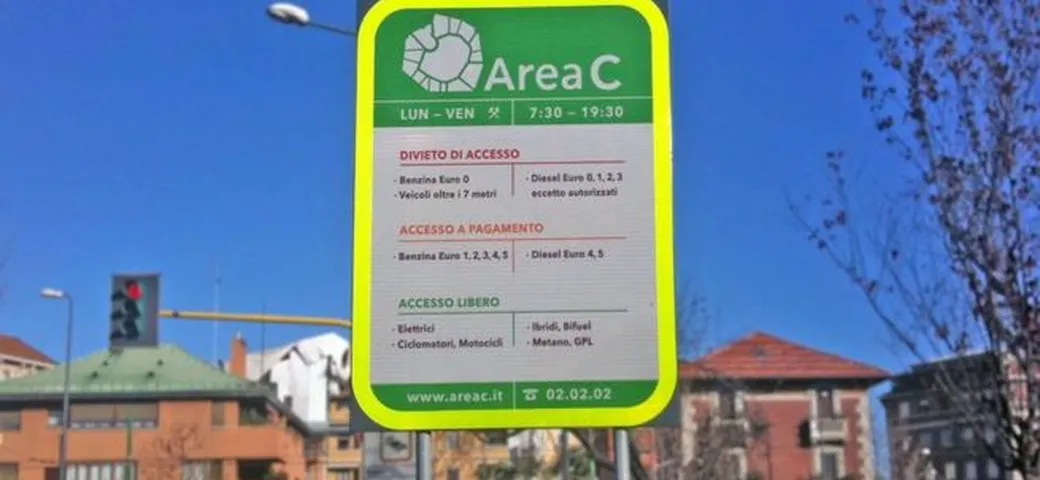 Area C
LUN – VEN 7:30 – 19:30
DIVIETO DI ACCESSO
· Benzina Euro 0
· Veicoli oltre i 7 metri
· Diesel Euro 0, 1, 2, 3
eccetto autorizzati
ACCESSO A PAGAMENTO
· Benzina Euro 1, 2, 3, 4, 5
· Diesel Euro 4, 5
ACCESSO LIBERO
· Elettrici
· Ciclomatori, Motocicli
· Ibridi, Bifuel
· Metano, GPL
www.areac.it ☎ 02.02.02